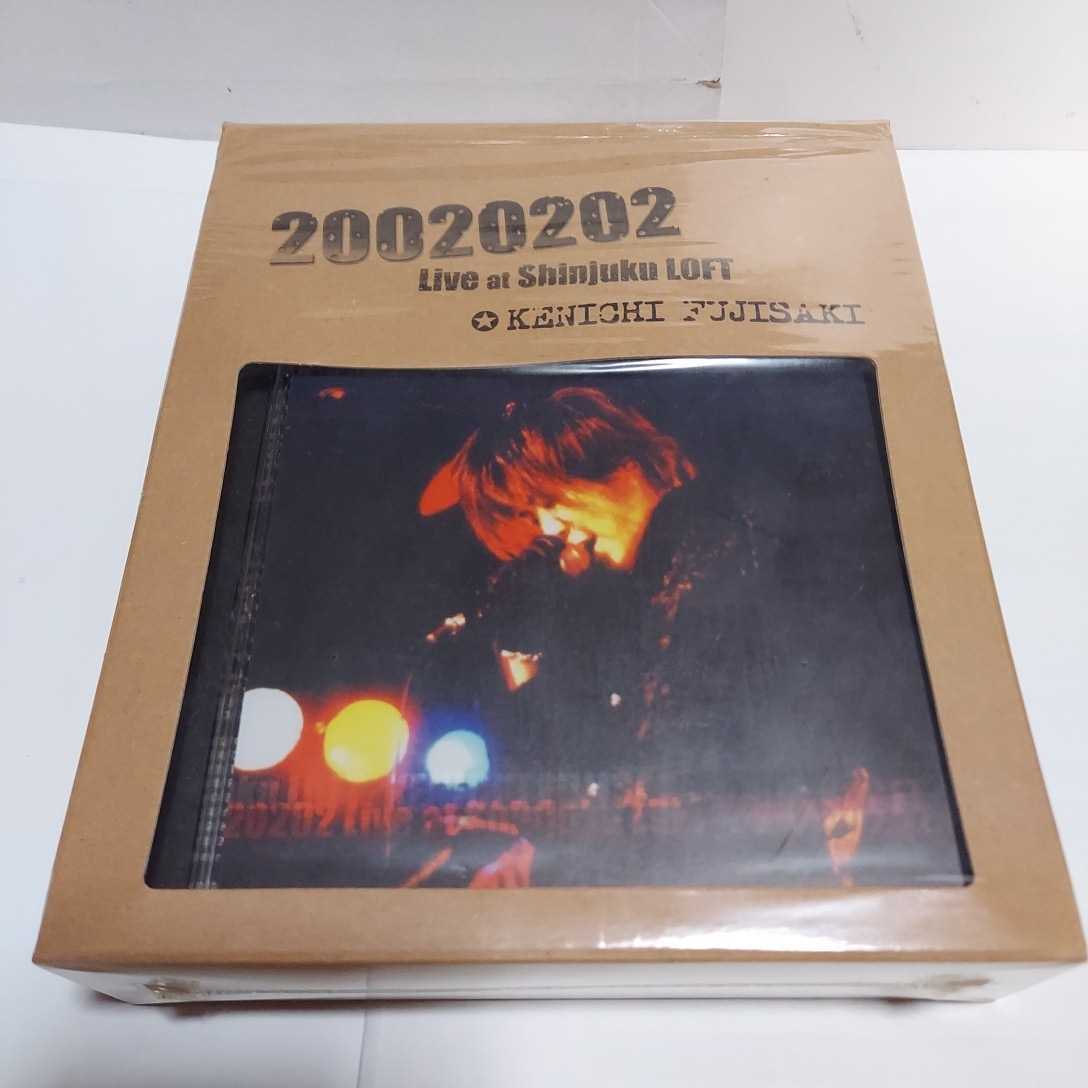 20020202
Live at Shinjuku LOFT
KENICHI FUJISAKI